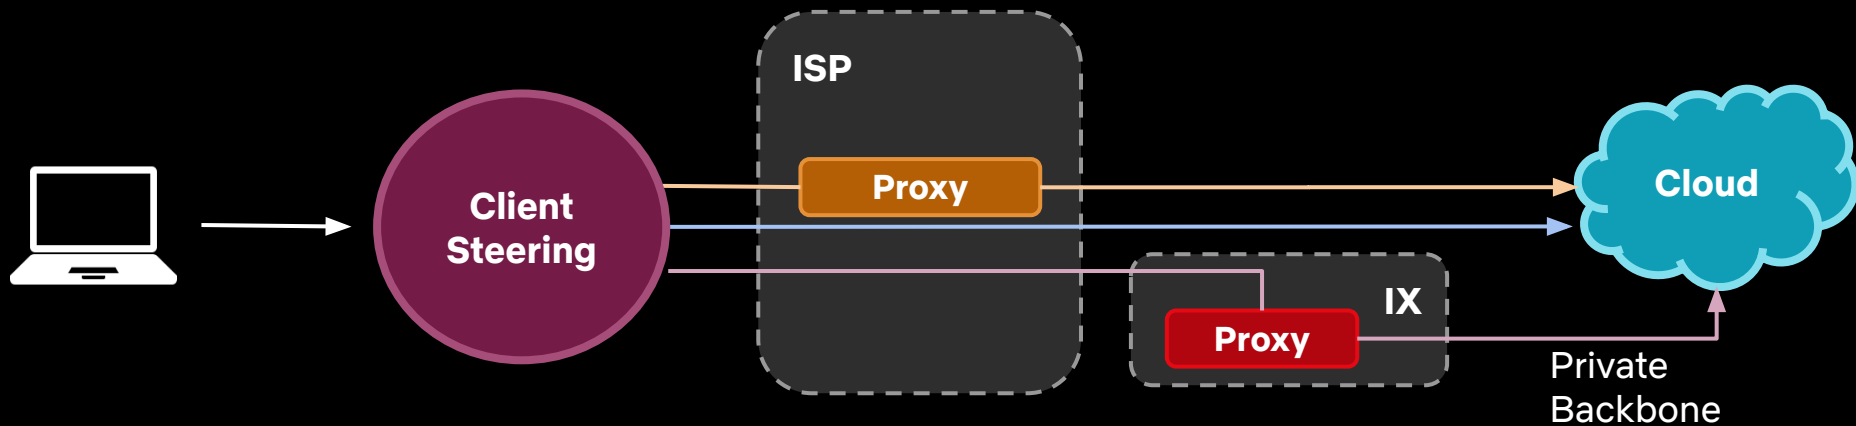 ISP
Client
Steering
Proxy
Cloud
IX
Proxy
Private
Backbone